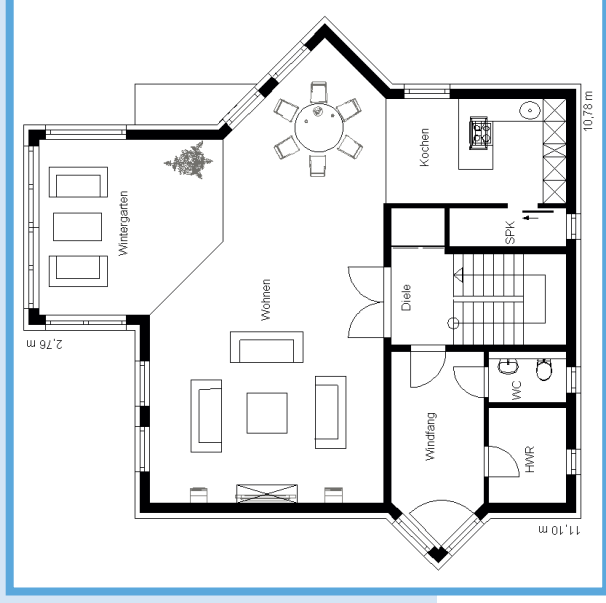 10,78 m
Kochen
Wintergarten
SPK
Wohnen
Diele
2,76 m
WC
Windfang
HWR
11,10 m